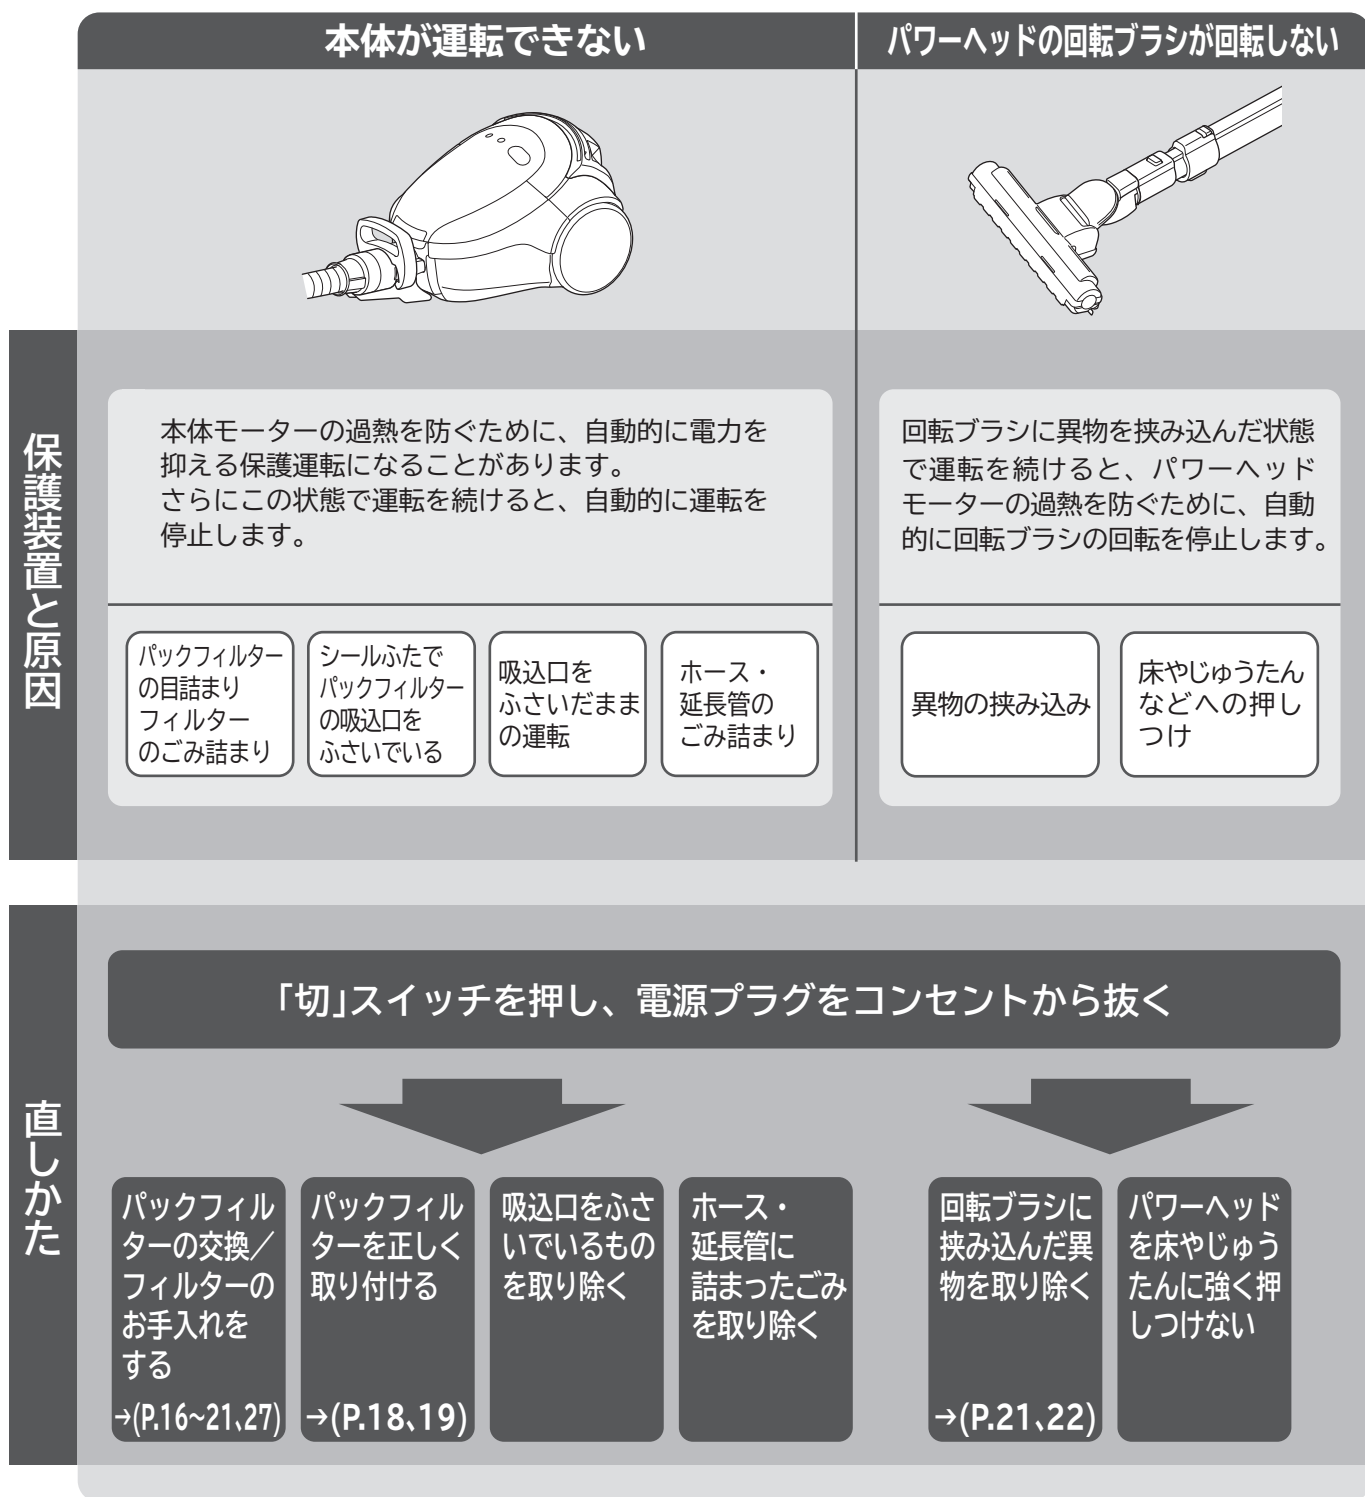 本体が運転できない
パワーヘッドの回転ブラシが回転しない
保護装置と原因
本体モーターの過熱を防ぐために、自動的に電力を
抑える保護運転になることがあります。
さらにこの状態で運転を続けると、自動的に運転を
停止します。
パックフィルター
の目詰まり
フィルター
のごみ詰まり
シールふたで
パックフィルター
の吸込口を
ふさいでいる
吸込口を
ふさいだまま
の運転
ホース・
延長管の
ごみ詰まり
回転ブラシに異物を挟み込んだ状態
で運転を続けると、パワーヘッド
モーターの過熱を防ぐために、自動
的に回転ブラシの回転を停止します。
異物の挟み込み
床やじゅうたん
などへの押し
つけ
直しかた
「切」スイッチを押し、電源プラグをコンセントから抜く
パックフィル
ターの交換／
フィルターの
お手入れを
する
→(P.16~21、27)
パックフィル
ターを正しく
取り付ける
→(P.18、19)
吸込口をふさ
いでいるもの
を取り除く
ホース・
延長管に
詰まったごみ
を取り除く
回転ブラシに
挟み込んだ異
物を取り除く
→(P.21、22)
パワーヘッド
を床やじゅう
たんに強く押
しつけない